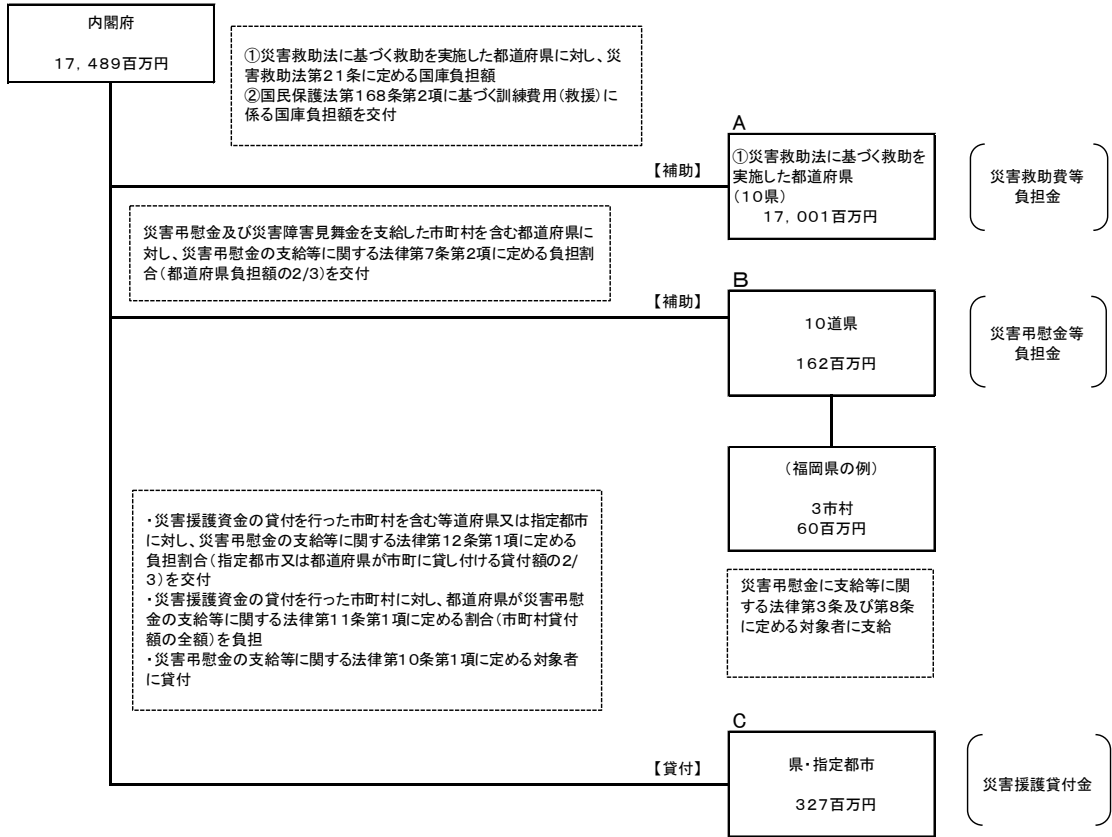 内閣府
17,489百万円
①災害救助法に基づく救助を実施した都道府県に対し、災
害救助法第21条に定める国庫負担額
②国民保護法第168条第2項に基づく訓練費用(救援)に
係る国庫負担額を交付
A
【補助】
①災害救助法に基づく救助を
実施した都道府県
(10県)
17,001百万円
災害救助費等
負担金
災害弔慰金及び災害障害見舞金を支給した市町村を含む都道府県
に対し、災害弔慰金の支給等に関する法律第7条第2項に定める負担割
合(都道府県負担額の2/3)を交付
B
【補助】
10道県
162百万円
災害弔慰金等
負担金
(福岡県の例)
3市村
60百万円
災害弔慰金に支給等に関
する法律第3条及び第8条
に定める対象者に支給
・災害援護資金の貸付を行った市町村を含む等道府県又は指定都市
に対し、災害弔慰金の支給等に関する法律第12条第1項に定める
負担割合(指定都市又は都道府県が市町に貸し付ける貸付額の2/
3)を交付
・災害援護資金の貸付を行った市町村に対し、都道府県が災害弔慰
金の支給等に関する法律第11条第1項に定める割合(市町村貸付
額の全額)を負担
・災害弔慰金の支給等に関する法律第10条第1項に定める対象者
に貸付
C
【貸付】
県・指定都市
327百万円
災害援護貸付金